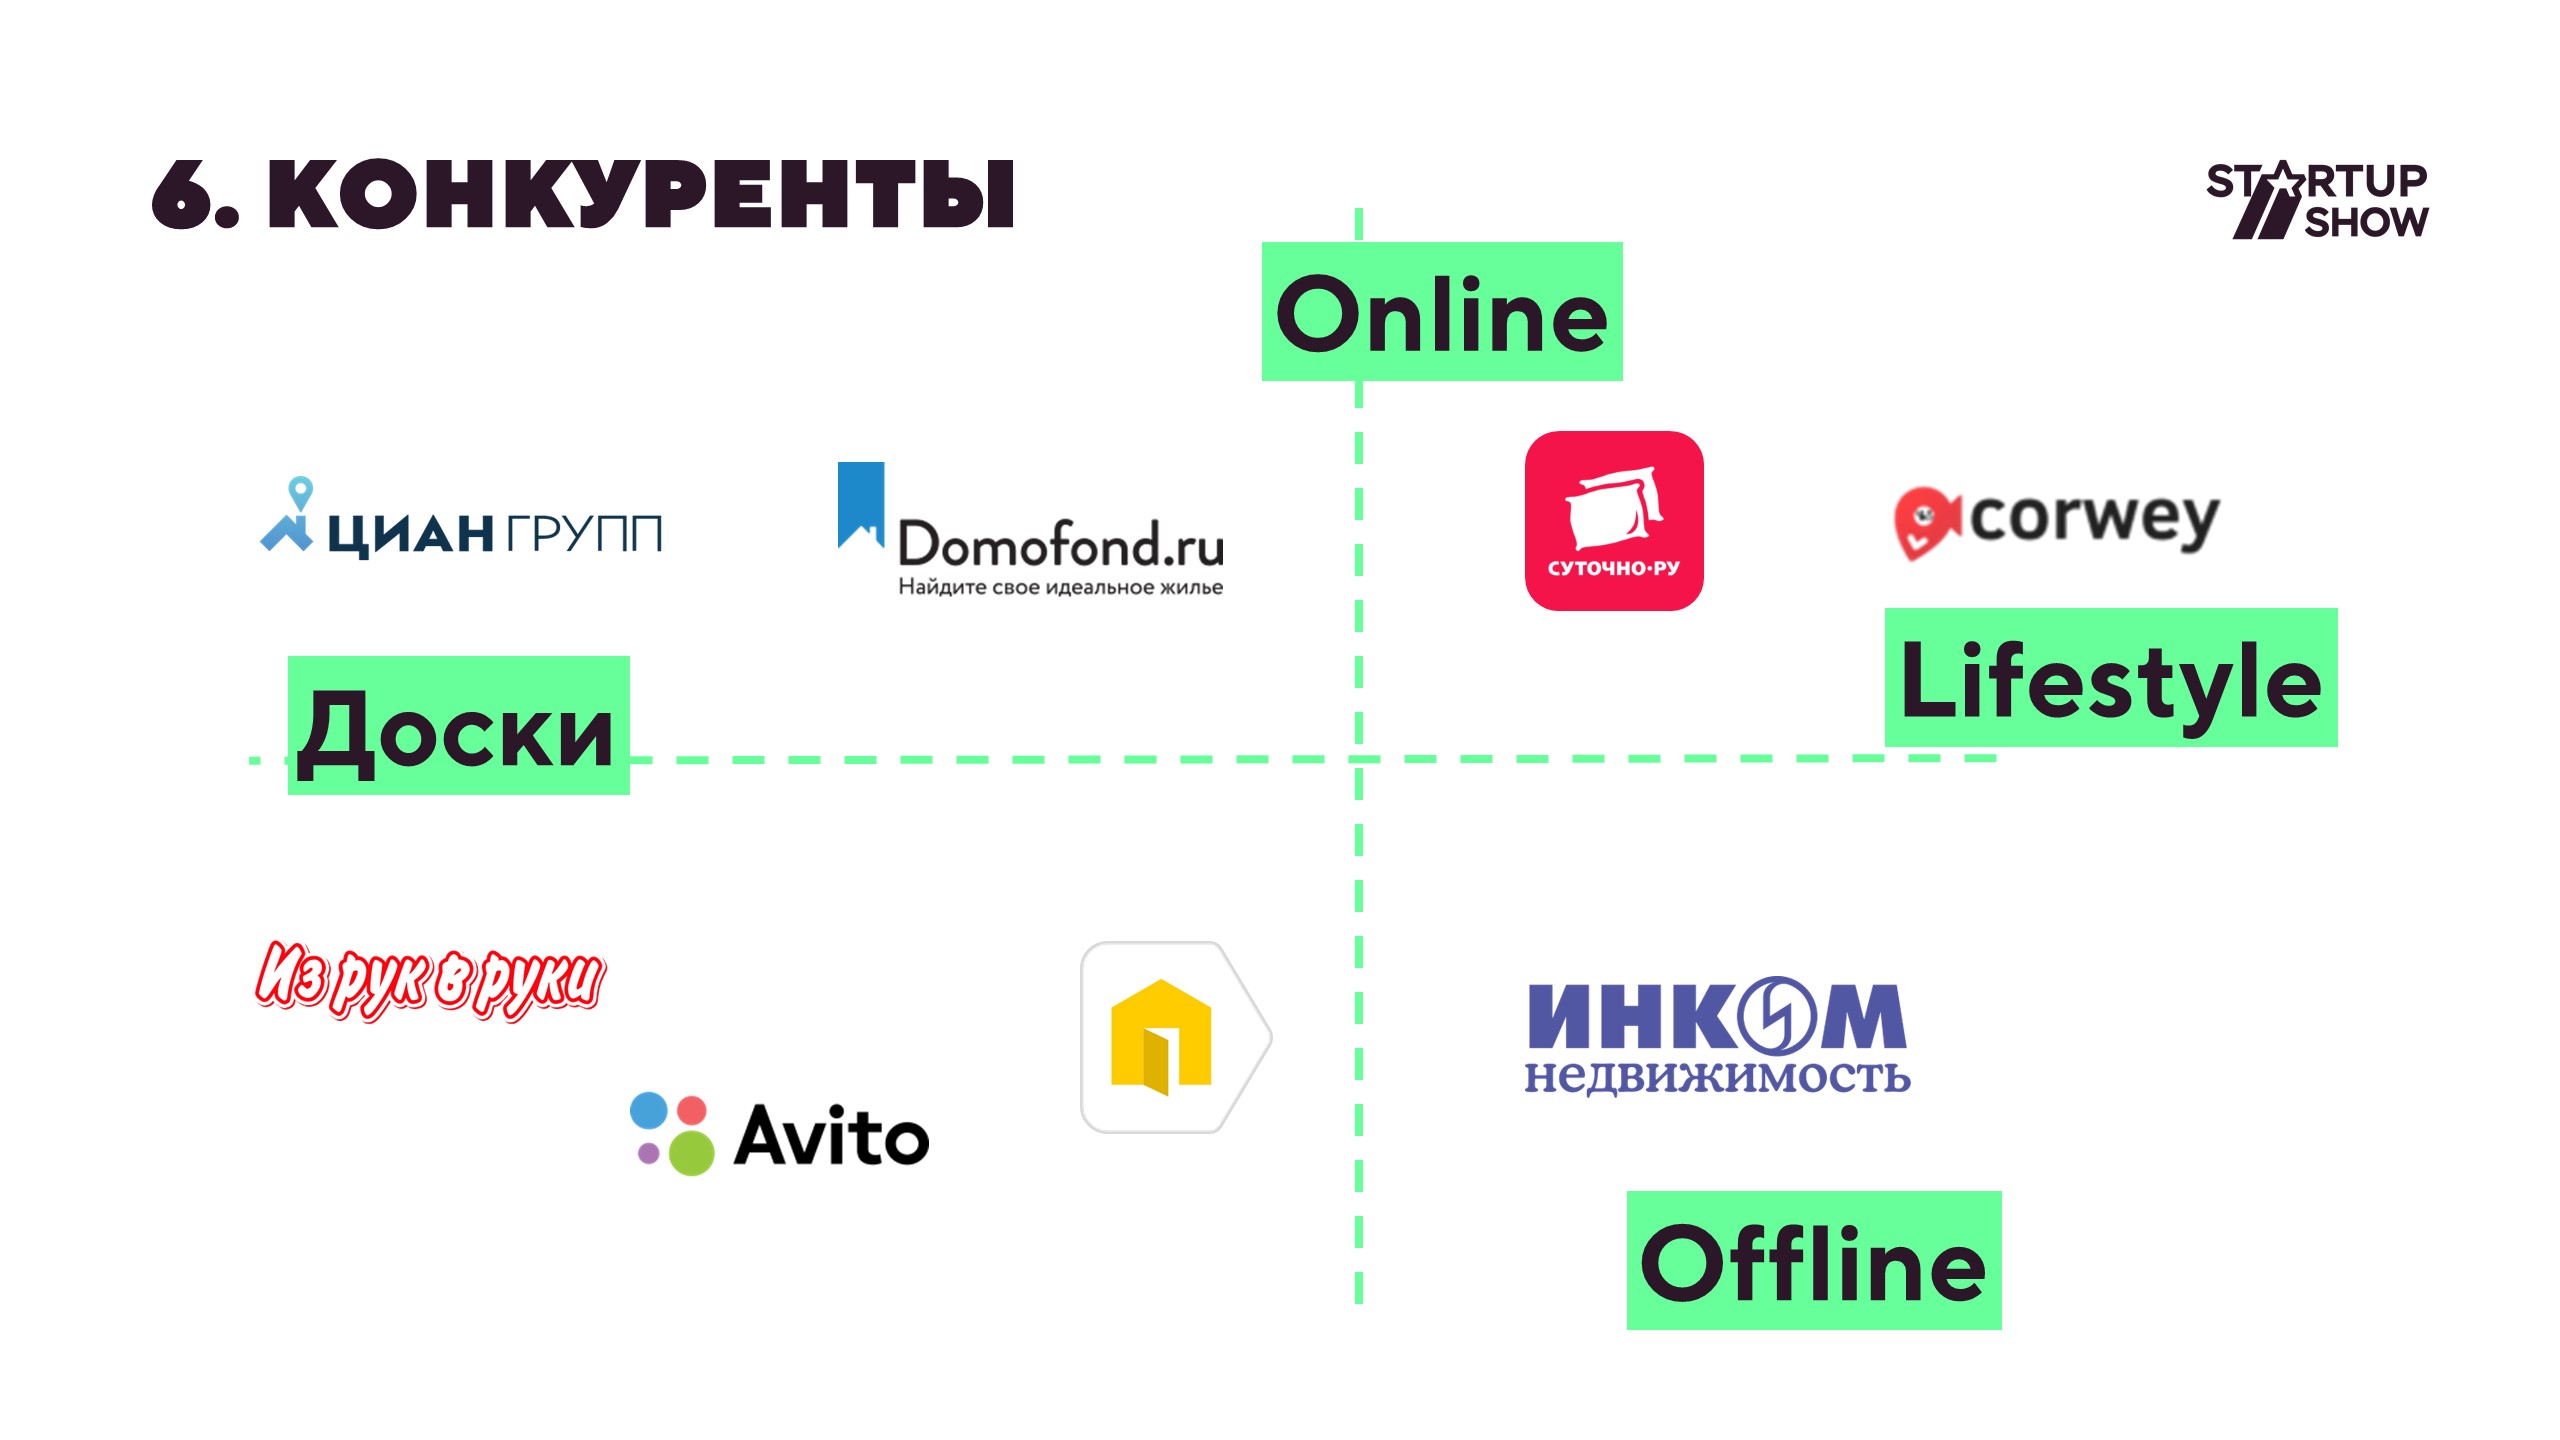 6. КОНКУРЕНТЫ
STARTUP
SHOW
Online
ЦИАН ГРУПП
Domofond.ru
Найдите свое идеальное жилье
СУТОЧНО•РУ
corwey
Доски
Lifestyle
Из рук в руки
Avito
ИНКОМ
недвижимость
Offline